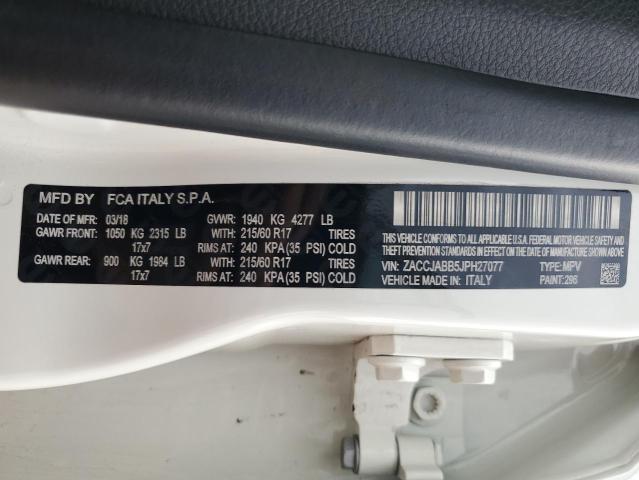 MFD BY FCA ITALY S.P.A.
DATE OF MFR: 03/18 GVWR: 1940 KG 4277 LB
GAWR FRONT: 1050 KG 2315 LB WITH: 215/60 R17 TIRES
17x7 RIMS AT: 240 KPA (35 PSI) COLD
GAWR REAR: 900 KG 1984 LB WITH: 215/60 R17 TIRES
17x7 RIMS AT: 240 KPA (35 PSI) COLD
THIS VEHICLE CONFORMS TO ALL APPLICABLE U.S.A. FEDERAL MOTOR VEHICLE SAFETY
AND THEFT PREVENTION STANDARDS IN EFFECT ON THE DATE OF MANUFACTURE SHOWN ABOVE.
VIN: ZACCJABB5JPH27077 TYPE: MPV
VEHICLE MADE IN: ITALY PAINT: 296